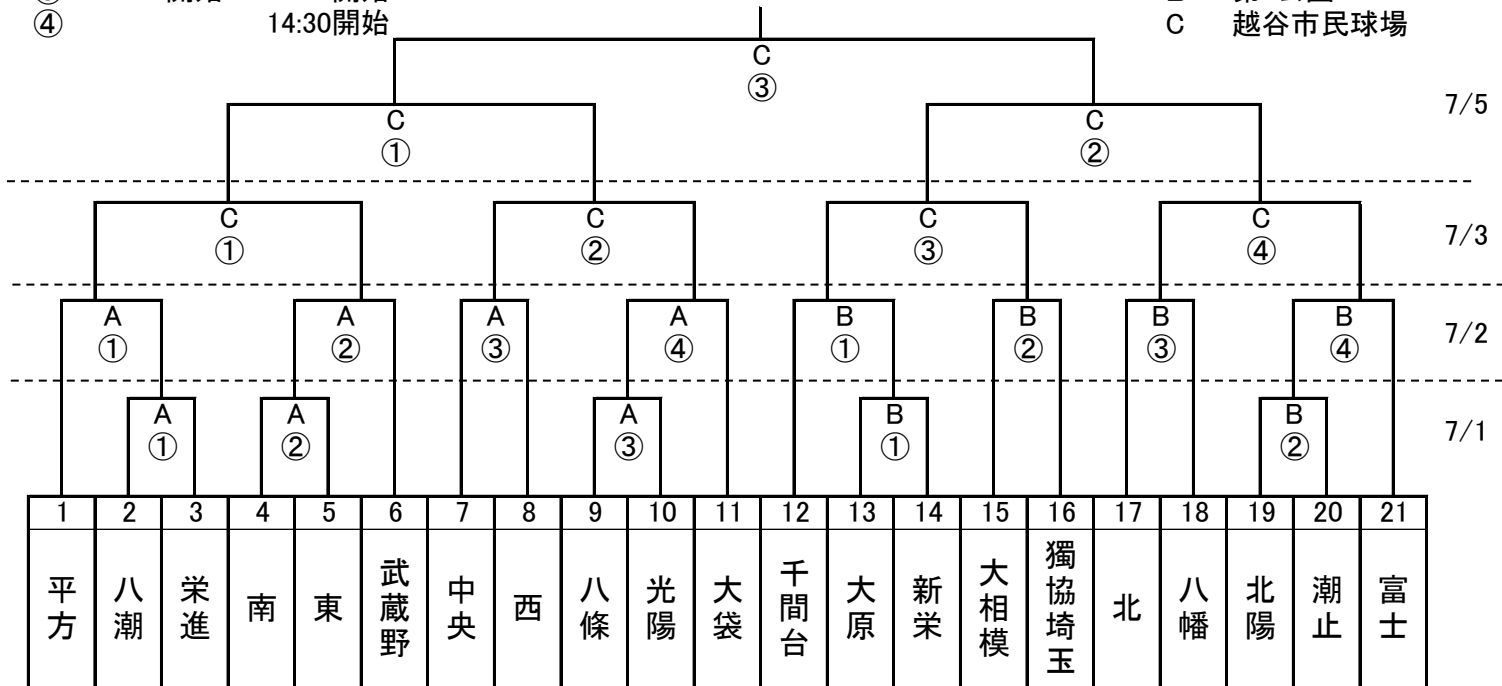 ④ 14:30開始
C 越谷市民球場
C
③
7/5
C C
① ②
C C C C
① ② ③ ④
7/3
A A A A B B B B
① ② ③ ④ ① ② ③ ④
7/2
A A A B B
① ② ③ ① ②
7/1
1 2 3 4 5 6 7 8 9 10 11 12 13 14 15 16 17 18 19 20 21
平方 八潮 栄進 南 東 武蔵野 中央 西 八條 光陽 大袋 千間台 大原 新栄 大相模 獨協埼玉 北 八幡 北陽 潮止 富士